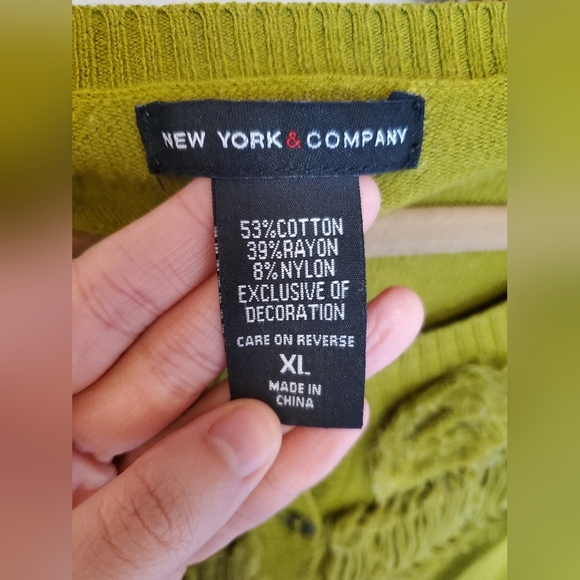 NEW YORK & COMPANY
53%COTTON
39%RAYON
8%NYLON
EXCLUSIVE OF
DECORATION
CARE ON REVERSE
XL
MADE IN
CHINA